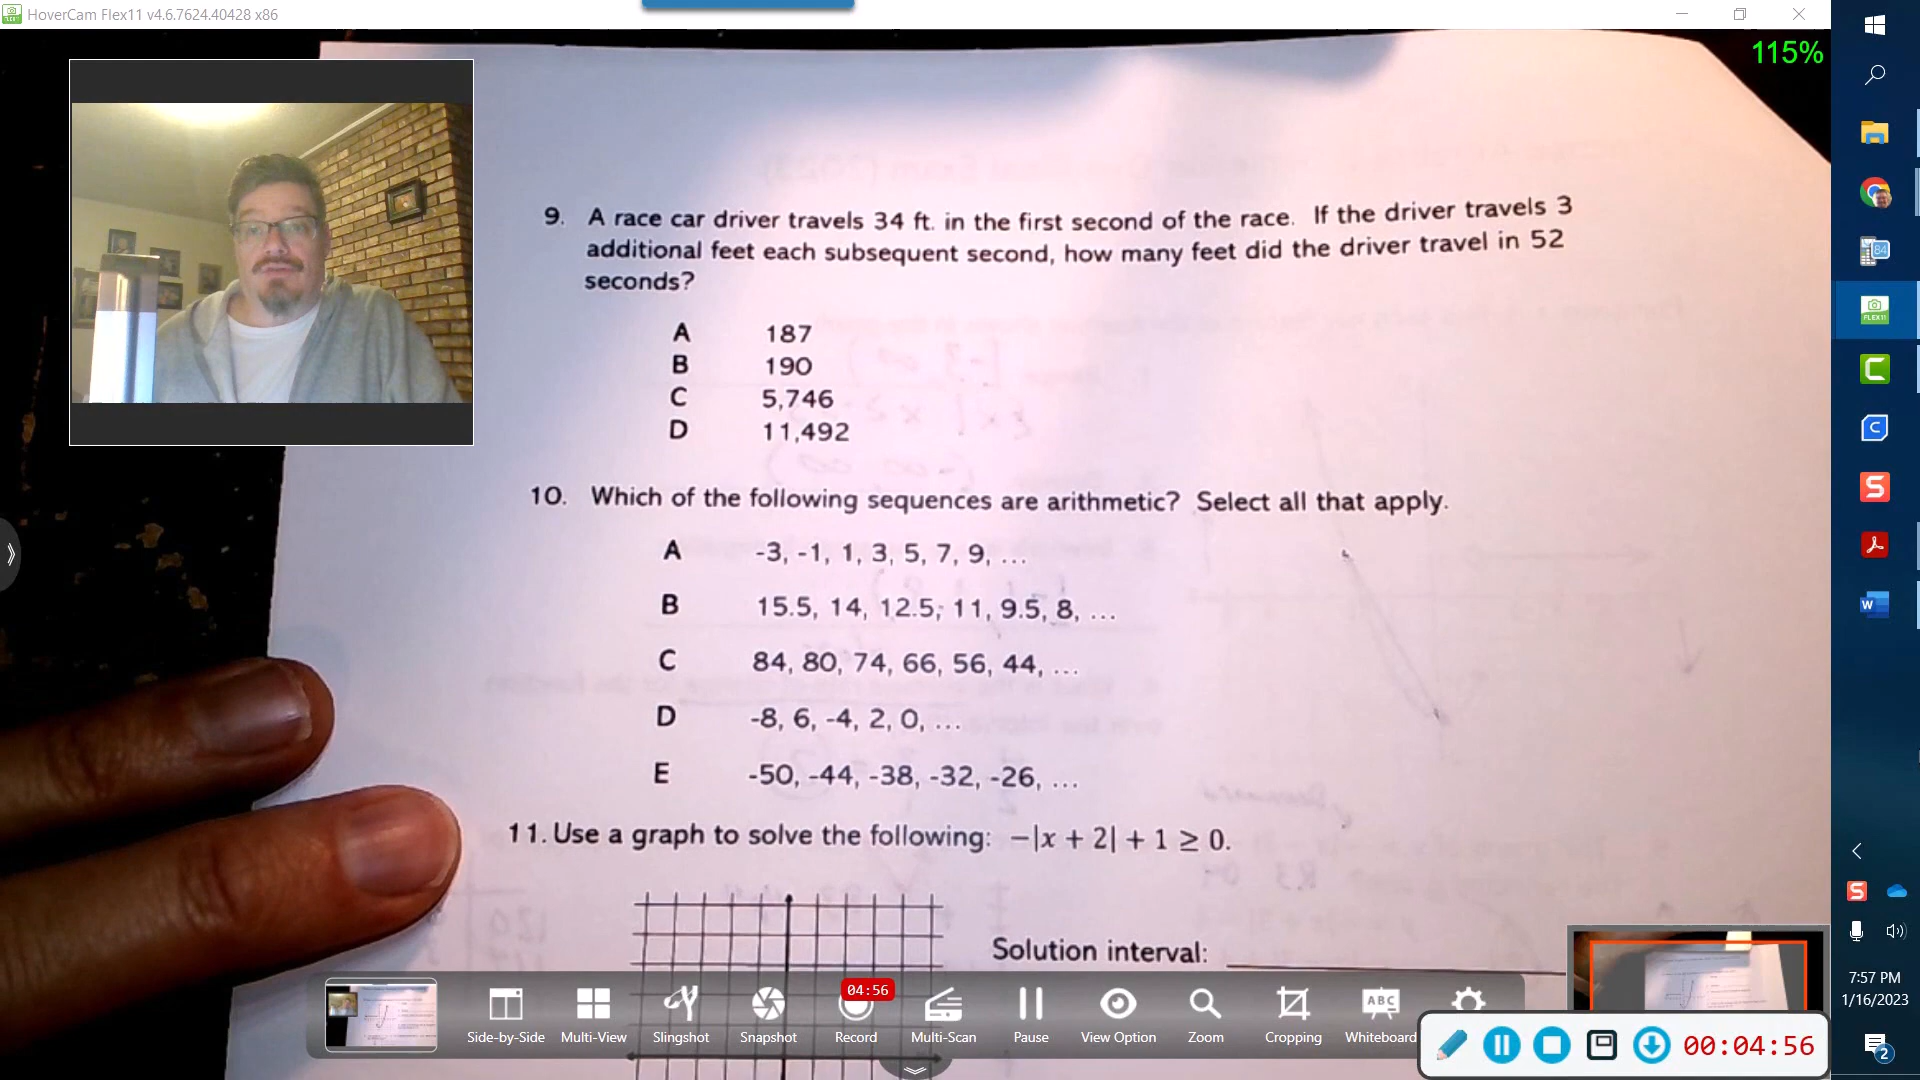 HoverCam Flex11 v4.6.7624.40428 x86
115%
9. A race car driver travels 34 ft. in the first second of the race. If the driver travels 3
additional feet each subsequent second, how many feet did the driver travel in 52
seconds?
A 187
B 190
C 5,746
D 11,492
10. Which of the following sequences are arithmetic? Select all that apply.
A -3, -1, 1, 3, 5, 7, 9, ...
B 15.5, 14, 12.5, 11, 9.5, 8, ...
C 84, 80, 74, 66, 56, 44, ...
D -8, 6, -4, 2, 0, ...
E -50, -44, -38, -32, -26, ...
11. Use a graph to solve the following: −|x + 2| + 1 ≥ 0.
Solution interval:
04:56
Side-by-Side Multi-View Slingshot Snapshot Record Multi-Scan Pause View Option Zoom Cropping Whiteboard
ABC
00:04:56
84
FLEX11
7:57 PM
1/16/2023
2